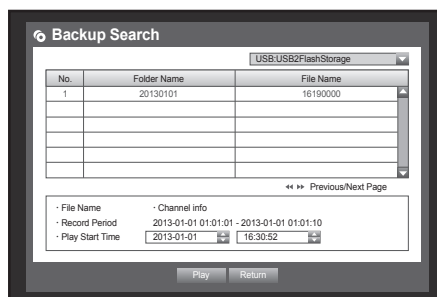 Backup Search
USB:USB2FlashStorage
No. Folder Name File Name
1 20130101 16190000
Previous/Next Page
· File Name · Channel info
· Record Period 2013-01-01 01:01:01 - 2013-01-01 01:01:10
· Play Start Time 2013-01-01 16:30:52
Play Return